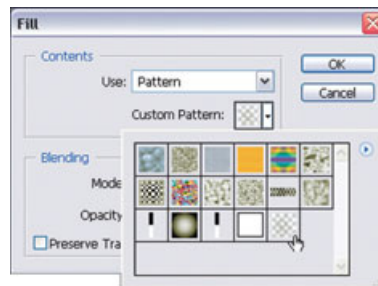 Fill
Contents
OK
Use: Pattern
Cancel
Custom Pattern:
Blending
Mode
Opacity
Preserve Tra